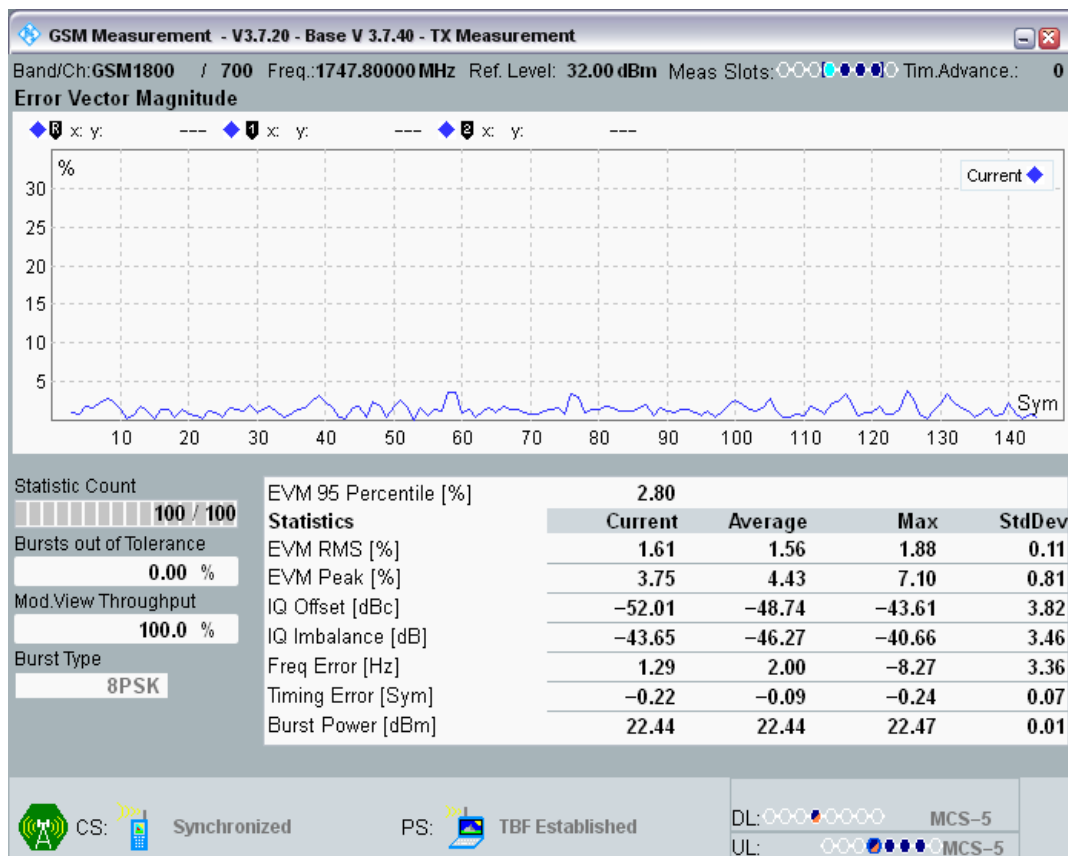 GSM Measurement - V3.7.20 - Base V 3.7.40 - TX Measurement
Band/Ch:GSM1800 / 700 Freq.:1747.80000 MHz Ref. Level: 32.00 dBm Meas Slots: Tim.Advance.: 0
Error Vector Magnitude
R x: y: --- 1 x: y: --- 2 x: y: ---
%
Current
30
25
20
15
10
5
Sym
10 20 30 40 50 60 70 80 90 100 110 120 130 140
Statistic Count
100 / 100
Bursts out of Tolerance
0.00 %
Mod.View Throughput
100.0 %
Burst Type
8PSK
EVM 95 Percentile [%] 2.80
Statistics Current Average Max StdDev
EVM RMS [%] 1.61 1.56 1.88 0.11
EVM Peak [%] 3.75 4.43 7.10 0.81
IQ Offset [dBc] −52.01 −48.74 −43.61 3.82
IQ Imbalance [dB] −43.65 −46.27 −40.66 3.46
Freq Error [Hz] 1.29 2.00 −8.27 3.36
Timing Error [Sym] −0.22 −0.09 −0.24 0.07
Burst Power [dBm] 22.44 22.44 22.47 0.01
CS: Synchronized PS: TBF Established
DL: MCS−5
UL: MCS−5